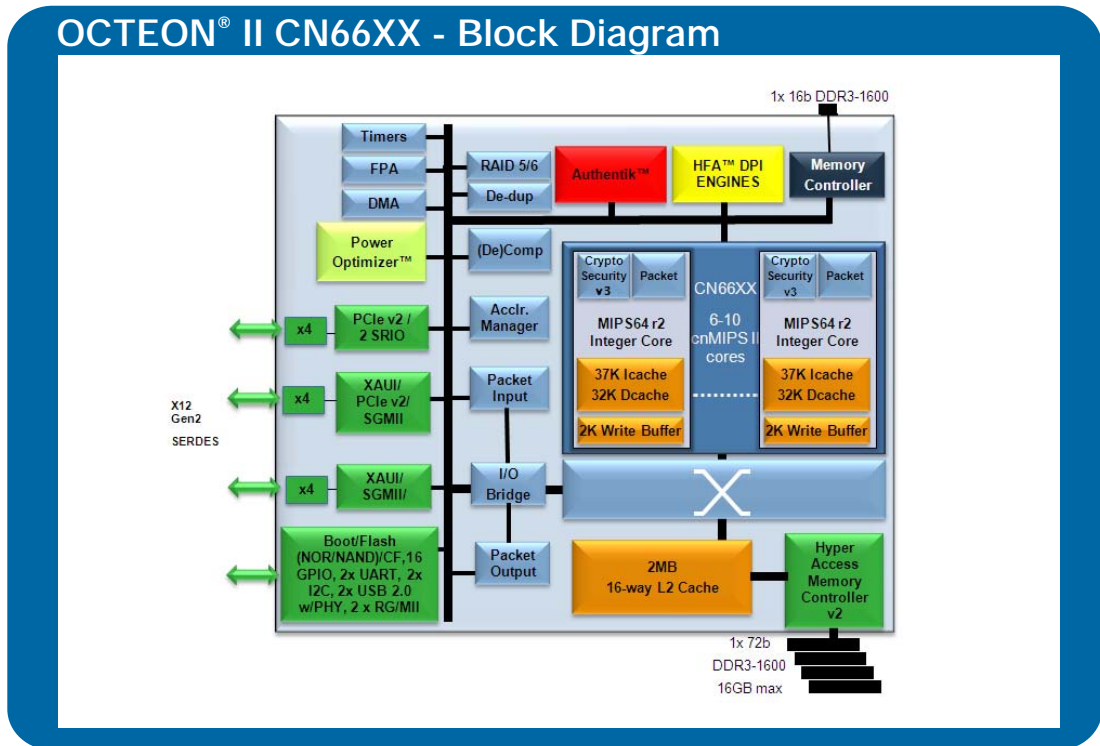 OCTEON® II CN66XX - Block Diagram
1x 16b DDR3-1600
Timers
FPA
DMA
Power
Optimizer™
RAID 5/6
De-dup
Authentik™
HFA™ DPI
ENGINES
Memory
Controller
(De)Comp
Acclr.
Manager
Packet
Input
I/O
Bridge
Packet
Output
Crypto
Security
v3
Packet
MIPS64 r2
Integer Core
37K Icache
32K Dcache
2K Write Buffer
CN66XX
6-10
cnMIPS II
cores
Crypto
Security
v3
Packet
MIPS64 r2
Integer Core
37K Icache
32K Dcache
2K Write Buffer
X12
Gen2
SERDES
x4
PCIe v2 /
2 SRIO
x4
XAUI/
PCIe v2/
SGMII
x4
XAUI/
SGMII/
Boot/Flash
(NOR/NAND)/CF,16
GPIO, 2x UART, 2x
I2C, 2x USB 2.0
w/PHY, 2 x RG/MII
2MB
16-way L2 Cache
Hyper
Access
Memory
Controller
v2
1x 72b
DDR3-1600
16GB max